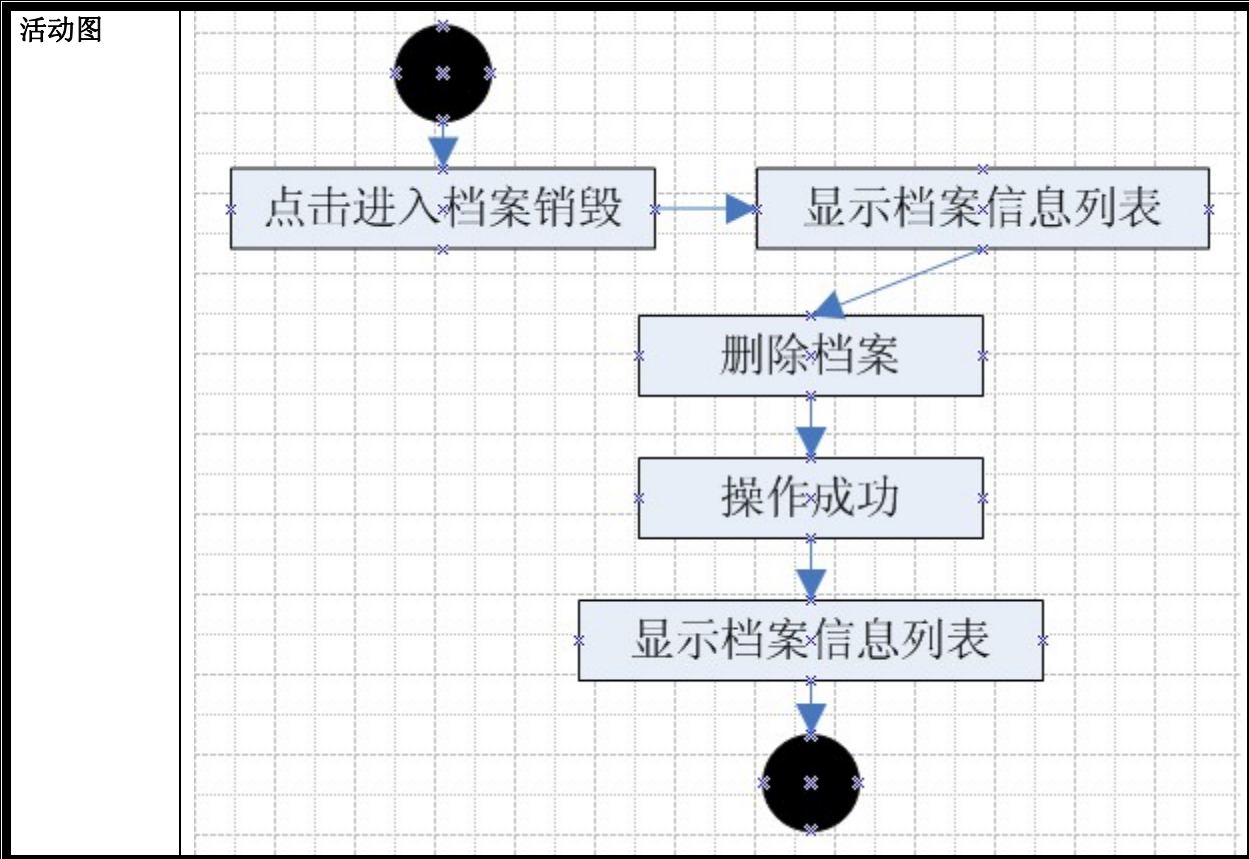 活动图
点击进入档案销毁
显示档案信息列表
删除档案
操作成功
显示档案信息列表